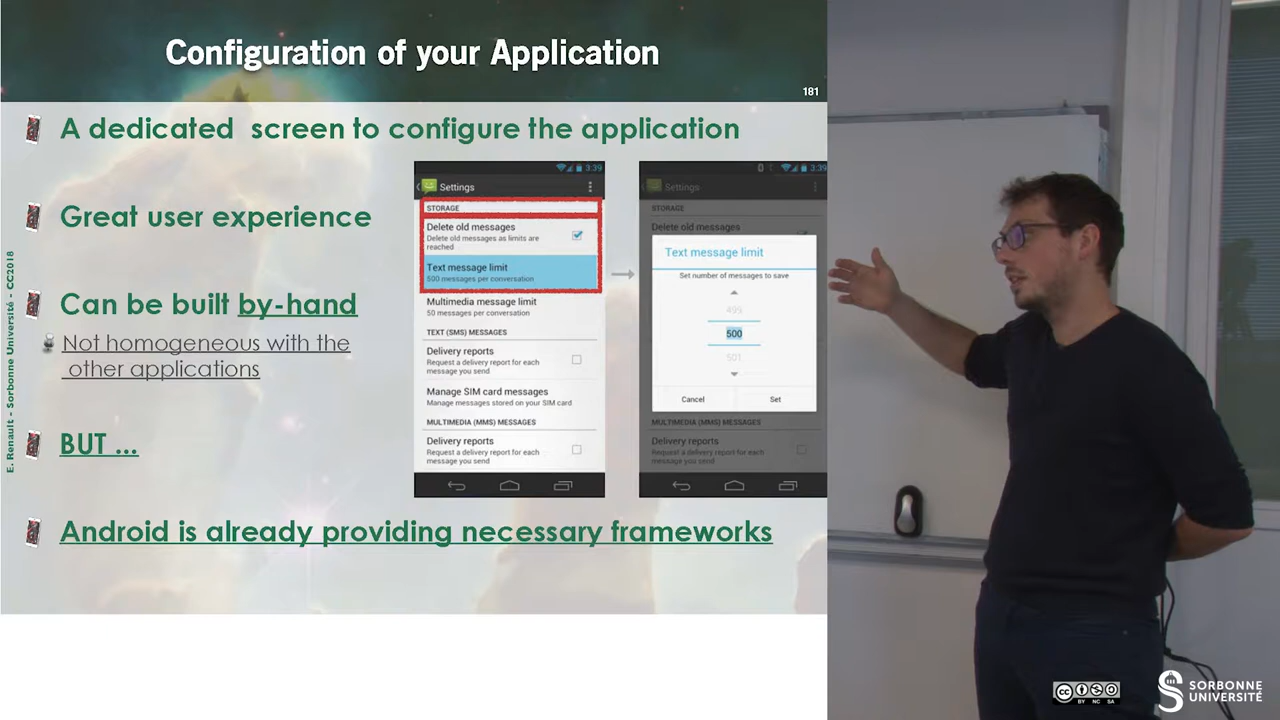 Configuration of your Application
181
A dedicated screen to configure the application
Great user experience
Can be built by-hand
Not homogeneous with the
other applications
BUT ...
Android is already providing necessary frameworks
E. Renault - Sorbonne Université - CCC2018
3:39
Settings
STORAGE
Delete old messages
Delete old messages as limits are
reached
Text message limit
500 messages per conversation
Multimedia message limit
50 messages per conversation
TEXT (SMS) MESSAGES
Delivery reports
Request a delivery report for each
message you send
Manage SIM card messages
Manage messages stored on your SIM card
MULTIMEDIA (MMS) MESSAGES
Delivery reports
Request a delivery report for each
message you send
3:39
Settings
STORAGE
Delete old messages
Text message limit
Set number of messages to save
499
500
501
Cancel
Set
MULTIMEDIA (MMS) MESSAGES
Delivery reports
Request a delivery report for each
message you send
CC
BY NC SA
SORBONNE
UNIVERSITÉ